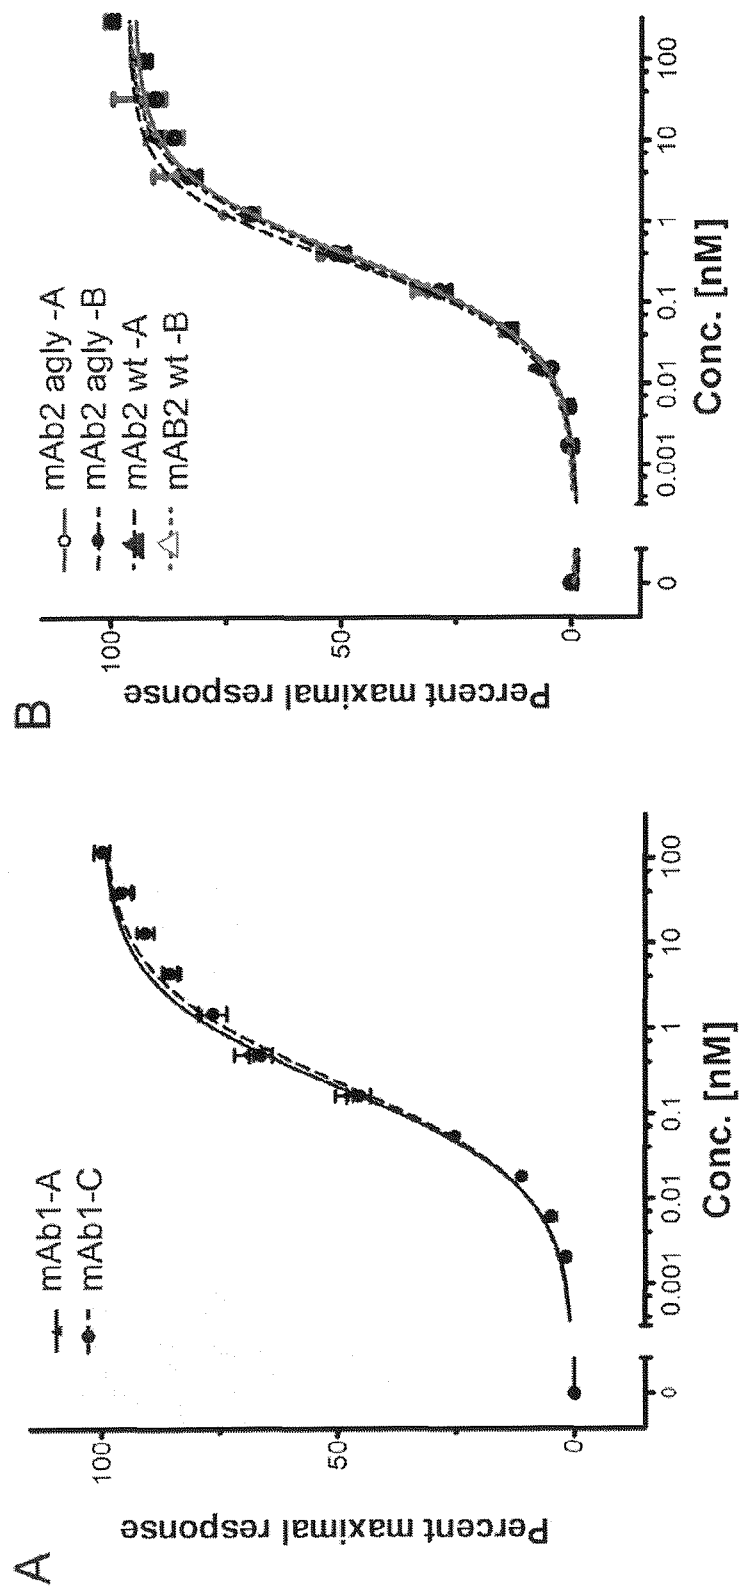 A
mAb1-A
mAb1-C
Percent maximal response
100
50
0
0 0.001 0.01 0.1 1 10 100
Conc. [nM]
B
mAb2 agly -A
mAb2 agly -B
mAb2 wt -A
mAB2 wt -B
Percent maximal response
100
50
0
0 0.001 0.01 0.1 1 10 100
Conc. [nM]